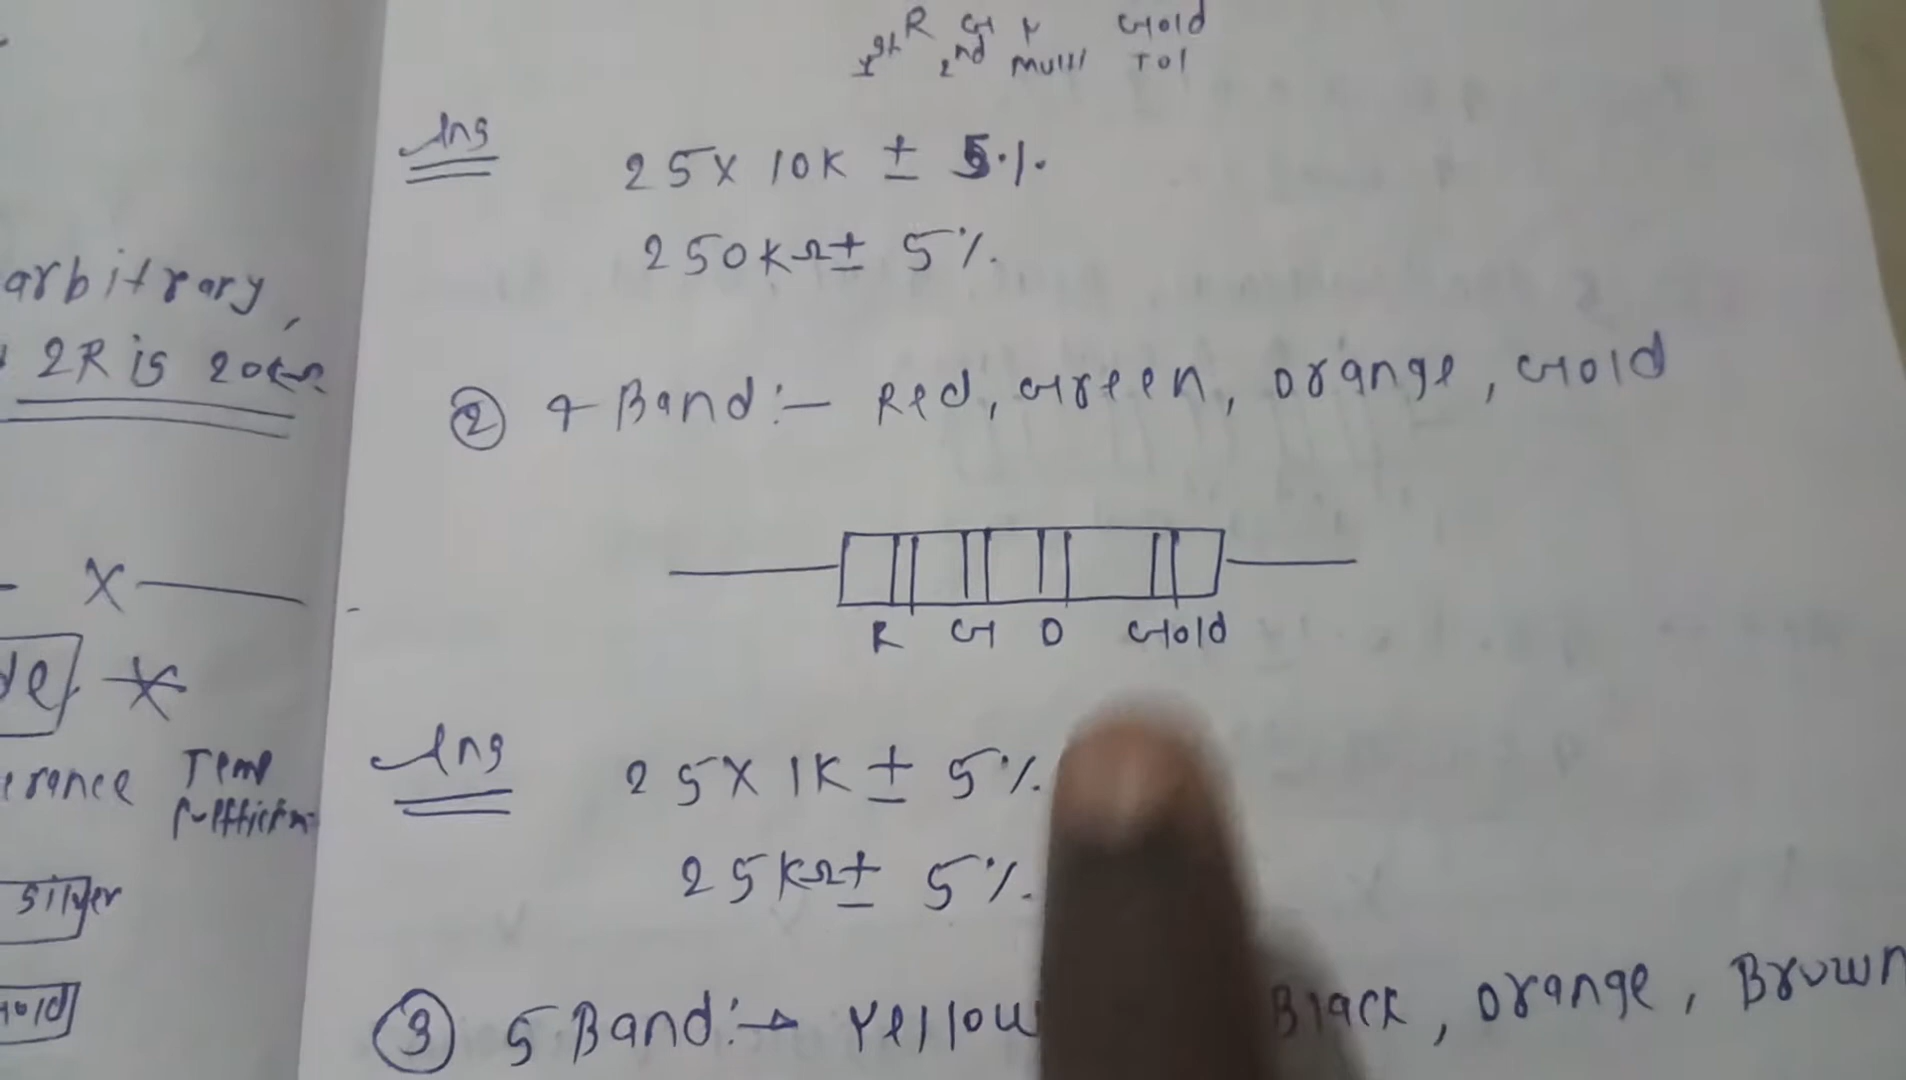 arbitrary,
2R is 20kΩ
X
*
Temp
Silver
R G Y Gold
1st 2nd Multi Tol
Ans
25 X 10K ± 5%
250KΩ ± 5%
② 4 Band:- Red, Green, Orange, Gold
R G O Gold
Ans
25 X 1K ± 5%
25KΩ ± 5%
③ 5 Band:→ Yellow Black, Orange, Brown